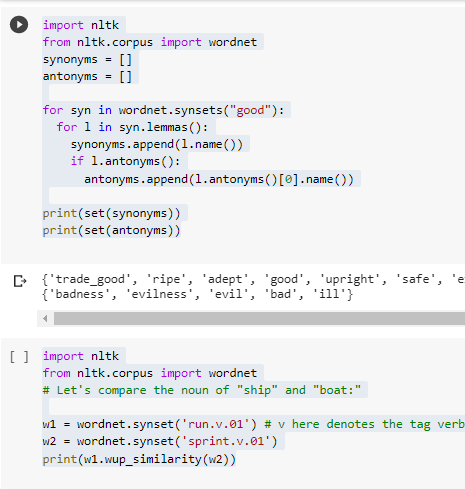 import nltk
from nltk.corpus import wordnet
synonyms = []
antonyms = []
for syn in wordnet.synsets("good"):
  for l in syn.lemmas():
    synonyms.append(l.name())
    if l.antonyms():
      antonyms.append(l.antonyms()[0].name())
print(set(synonyms))
print(set(antonyms))
{'trade_good', 'ripe', 'adept', 'good', 'upright', 'safe',
{'badness', 'evilness', 'evil', 'bad', 'ill'}
[ ] import nltk
from nltk.corpus import wordnet
# Let's compare the noun of "ship" and "boat:"
w1 = wordnet.synset('run.v.01') # v here denotes the tag verb
w2 = wordnet.synset('sprint.v.01')
print(w1.wup_similarity(w2))